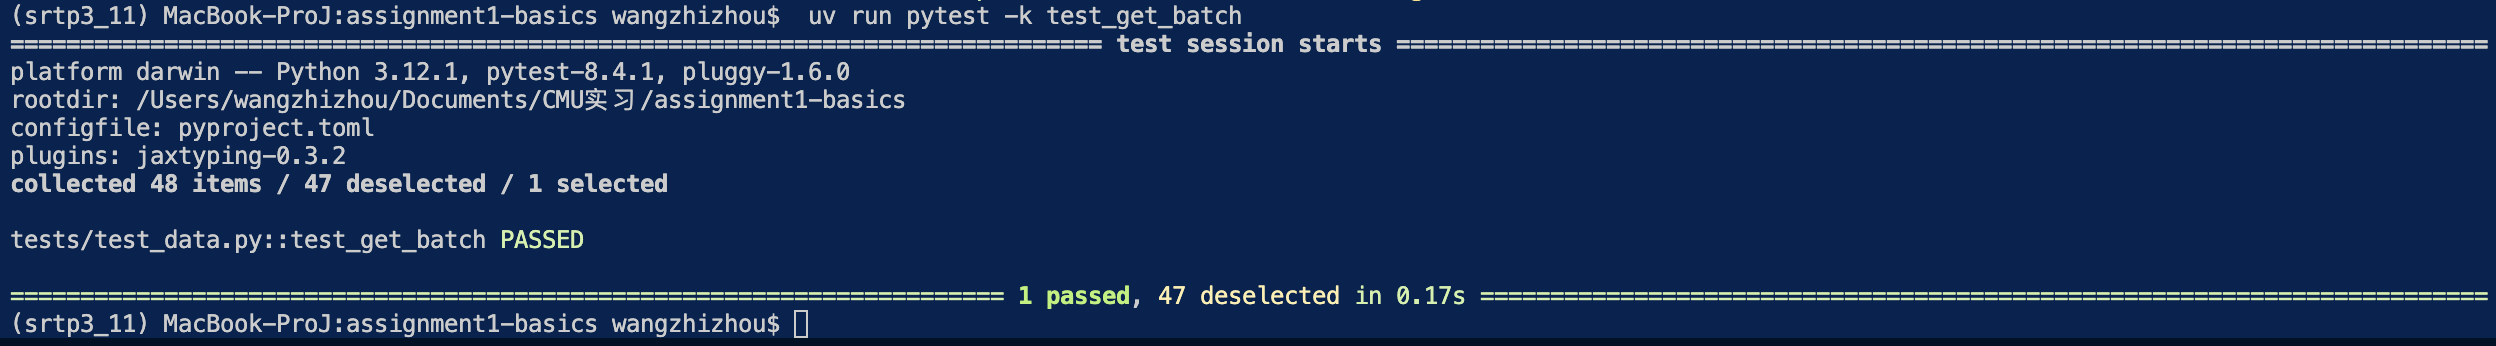 (srtp3_11) MacBook-ProJ:assignment1-basics wangzhizhou$  uv run pytest -k test_get_batch
============================== test session starts ==============================
platform darwin -- Python 3.12.1, pytest-8.4.1, pluggy-1.6.0
rootdir: /Users/wangzhizhou/Documents/CMU实习/assignment1-basics
configfile: pyproject.toml
plugins: jaxtyping-0.3.2
collected 48 items / 47 deselected / 1 selected
tests/test_data.py::test_get_batch PASSED
============================== 1 passed, 47 deselected in 0.17s ==============================
(srtp3_11) MacBook-ProJ:assignment1-basics wangzhizhou$